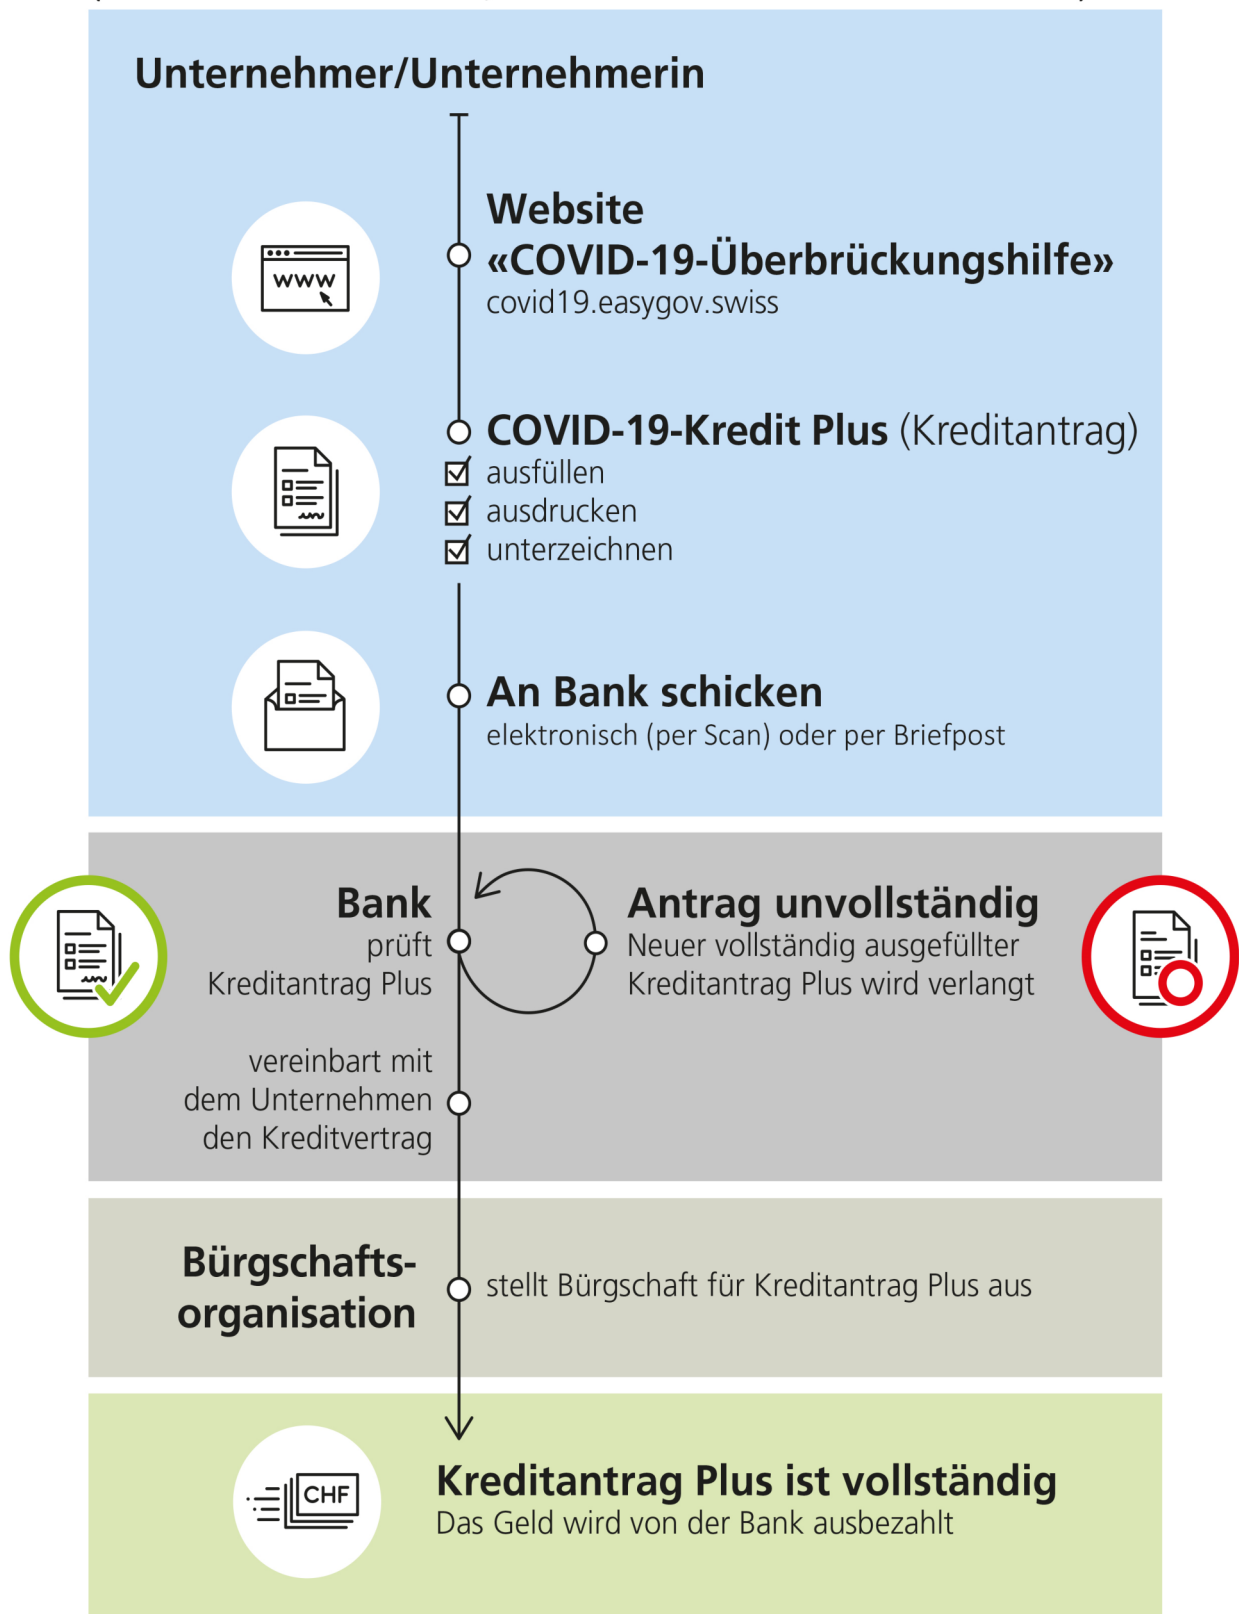 Unternehmer/Unternehmerin
Website
«COVID-19-Überbrückungshilfe»
covid19.easygov.swiss
www
COVID-19-Kredit Plus (Kreditantrag)
ausfüllen
ausdrucken
unterzeichnen
An Bank schicken
elektronisch (per Scan) oder per Briefpost
Bank
prüft
Kreditantrag Plus
Antrag unvollständig
Neuer vollständig ausgefüllter
Kreditantrag Plus wird verlangt
vereinbart mit
dem Unternehmen
den Kreditvertrag
Bürgschafts-
organisation
stellt Bürgschaft für Kreditantrag Plus aus
CHF
Kreditantrag Plus ist vollständig
Das Geld wird von der Bank ausbezahlt